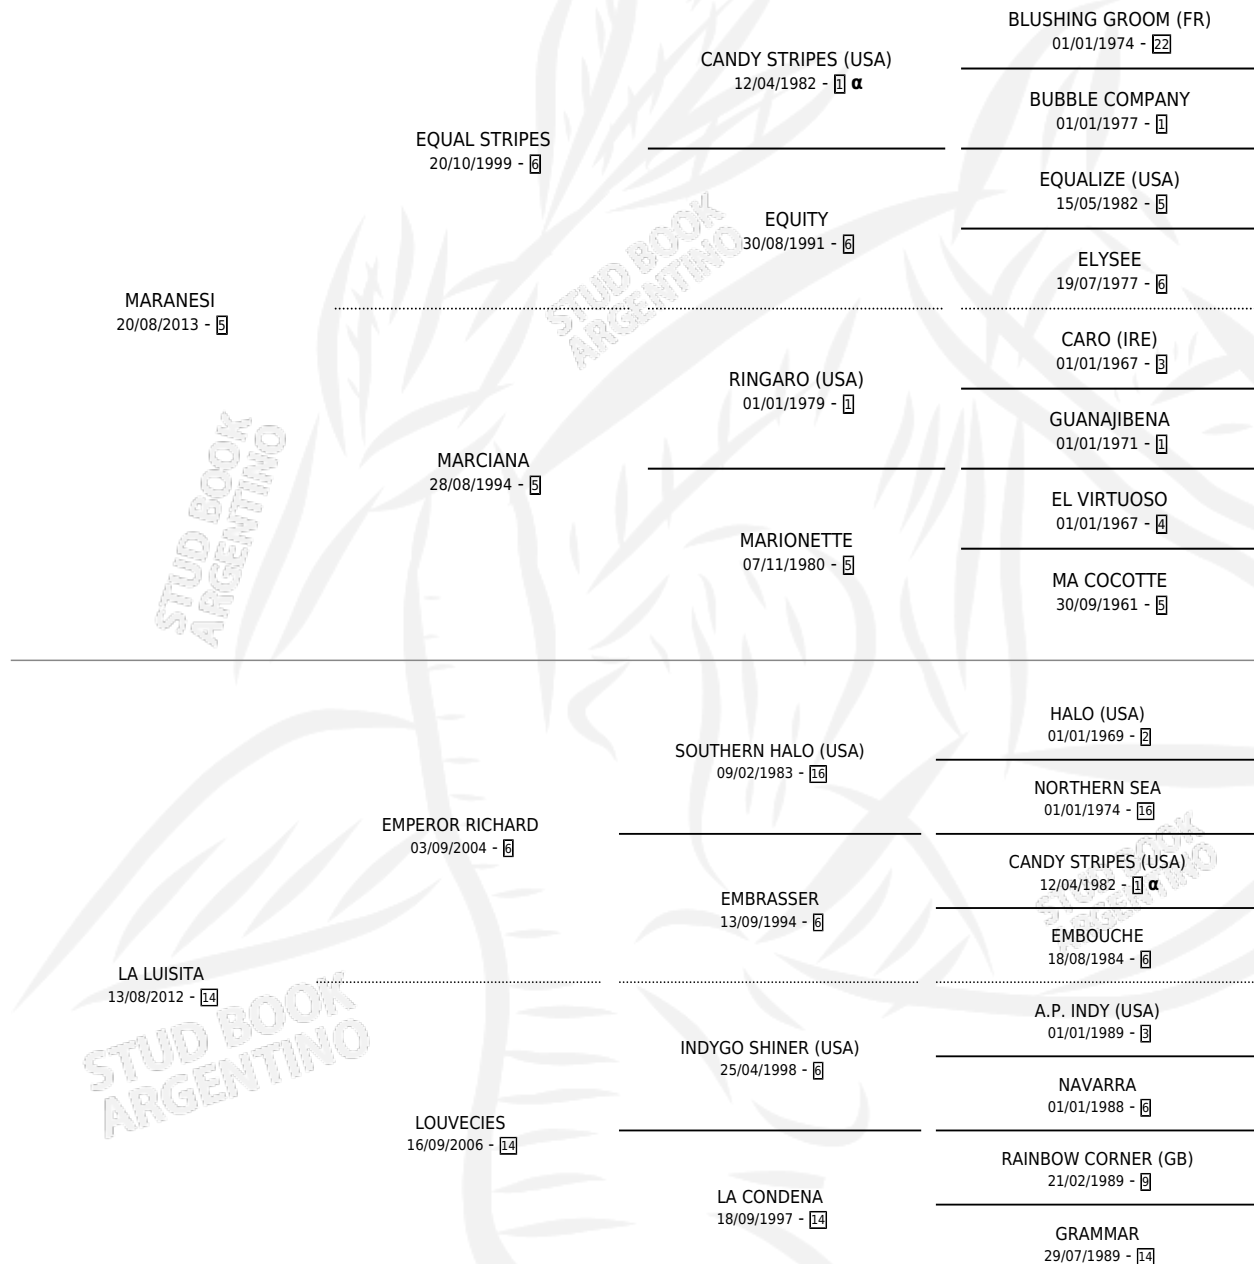 BLUSHING GROOM (FR)
01/01/1974 - 22
CANDY STRIPES (USA)
12/04/1982 - 1 α
BUBBLE COMPANY
01/01/1977 - 1
EQUAL STRIPES
20/10/1999 - 6
EQUALIZE (USA)
15/05/1982 - 5
EQUITY
30/08/1991 - 6
ELYSEE
19/07/1977 - 6
MARANESI
20/08/2013 - 5
CARO (IRE)
01/01/1967 - 3
RINGARO (USA)
01/01/1979 - 1
GUANAJIBENA
01/01/1971 - 1
MARCIANA
28/08/1994 - 5
EL VIRTUOSO
01/01/1967 - 4
MARIONETTE
07/11/1980 - 5
MA COCOTTE
30/09/1961 - 5
STUD BOOK
ARGENTINO
STUD BOOK
ARGENTINO
HALO (USA)
01/01/1969 - 2
SOUTHERN HALO (USA)
09/02/1983 - 16
NORTHERN SEA
01/01/1974 - 16
EMPEROR RICHARD
03/09/2004 - 6
CANDY STRIPES (USA)
12/04/1982 - 1 α
EMBRASSER
13/09/1994 - 6
EMBOUCHE
18/08/1984 - 6
LA LUISITA
13/08/2012 - 14
A.P. INDY (USA)
01/01/1989 - 3
INDYGO SHINER (USA)
25/04/1998 - 6
NAVARRA
01/01/1988 - 6
LOUVECIES
16/09/2006 - 14
RAINBOW CORNER (GB)
21/02/1989 - 9
LA CONDENA
18/09/1997 - 14
GRAMMAR
29/07/1989 - 14
STUD BOOK
ARGENTINO
STUD BOOK
ARGENTINO